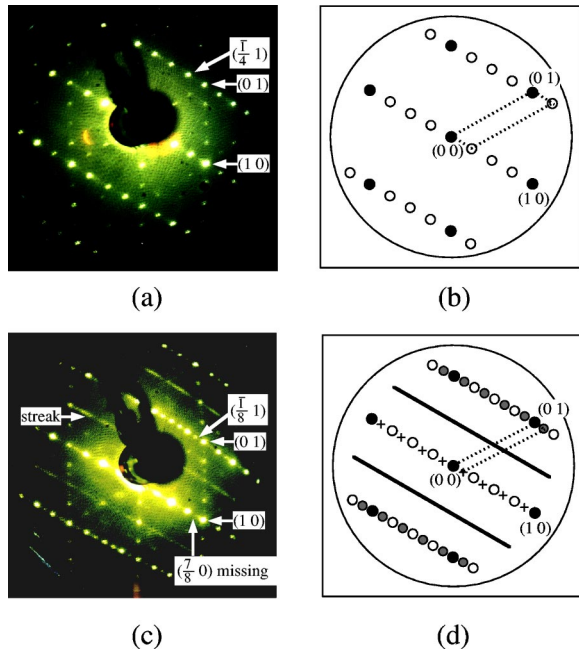 (1̅/4 1)
(0 1)
(1 0)
(0 1)
(0 0)
(1 0)
(a)
(b)
streak
(1̅/8 1)
(0 1)
(1 0)
(7/8 0) missing
(0 1)
(0 0)
(1 0)
(c)
(d)